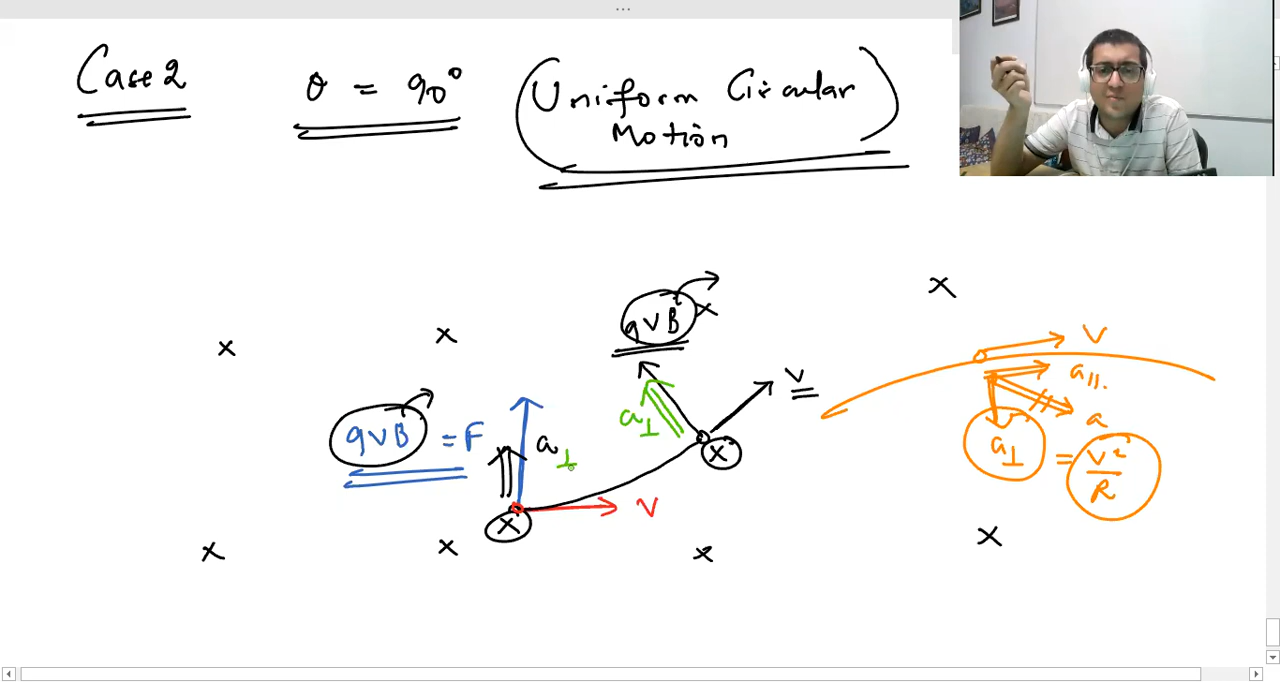 Case 2
θ = 90°
(Uniform Circular
Motion)
x
x
x
x
qvB
v
a⊥
x
qvB = F
a⊥
v
x
x
x
x
x
v
a||
a
a⊥ = v²/R